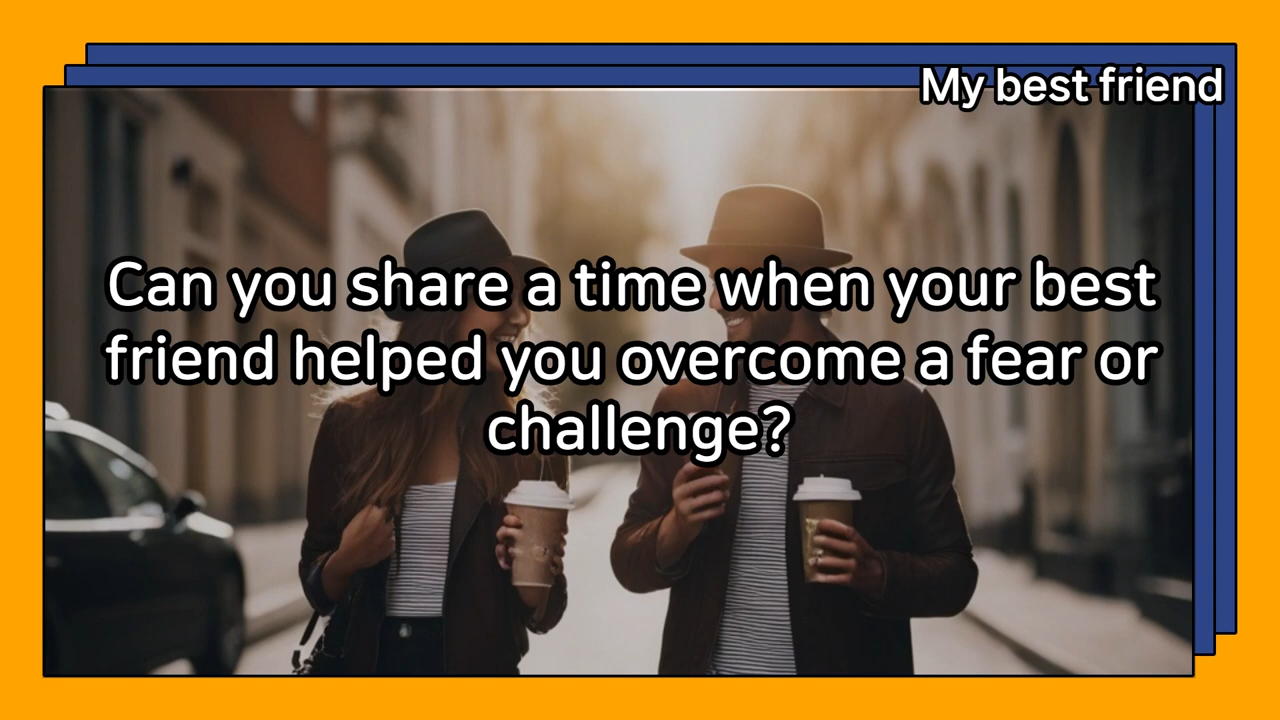 My best friend
Can you share a time when your best
friend helped you overcome a fear or
challenge?